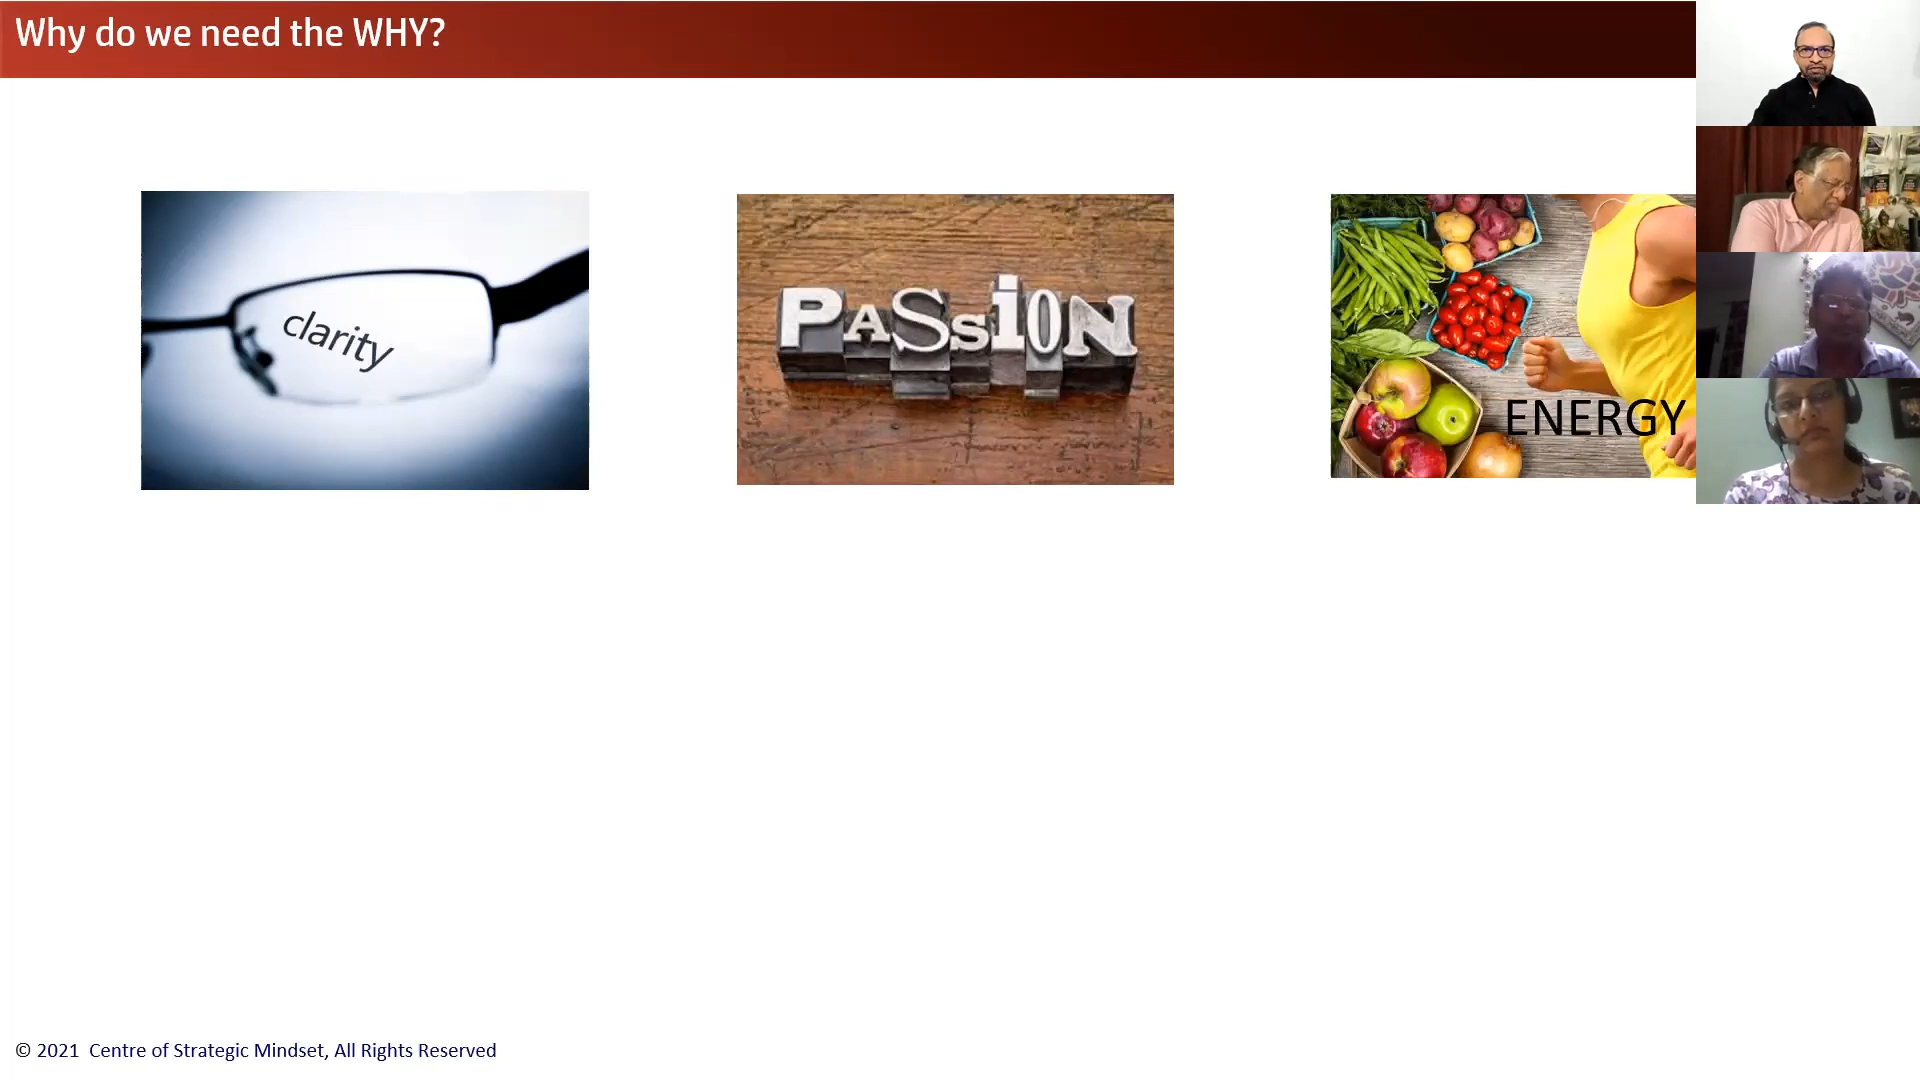 Why do we need the WHY?
clarity
PASSiON
ENERGY
© 2021  Centre of Strategic Mindset, All Rights Reserved